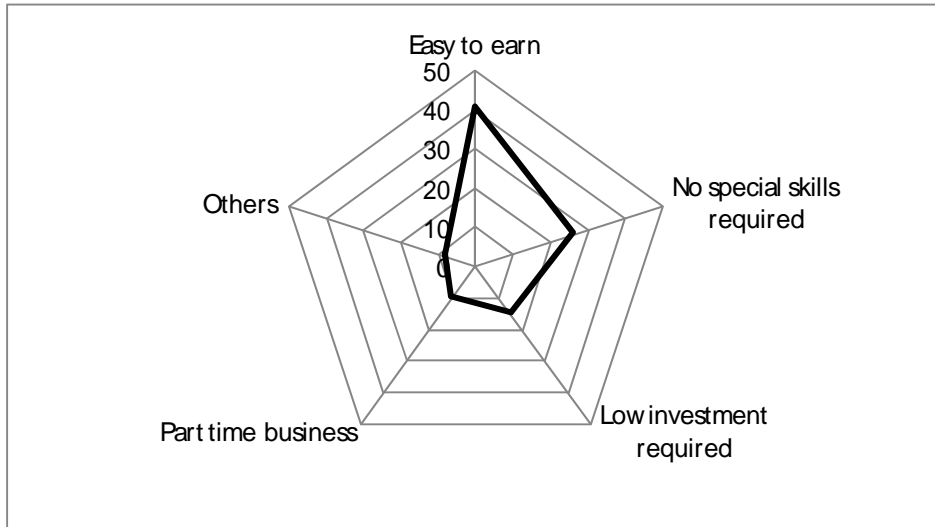 Easy to earn
50
40
30
20
10
0
No special skills
required
Low investment
required
Part time business
Others